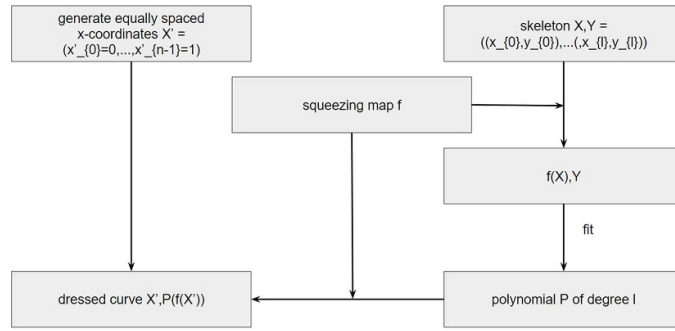 generate equally spaced
x-coordinates X' =
(x'_{0}=0,...,x'_{n-1}=1)
skeleton X,Y =
((x_{0},y_{0}),...(,x_{l},y_{l}))
squeezing map f
f(X),Y
fit
dressed curve X',P(f(X'))
polynomial P of degree l